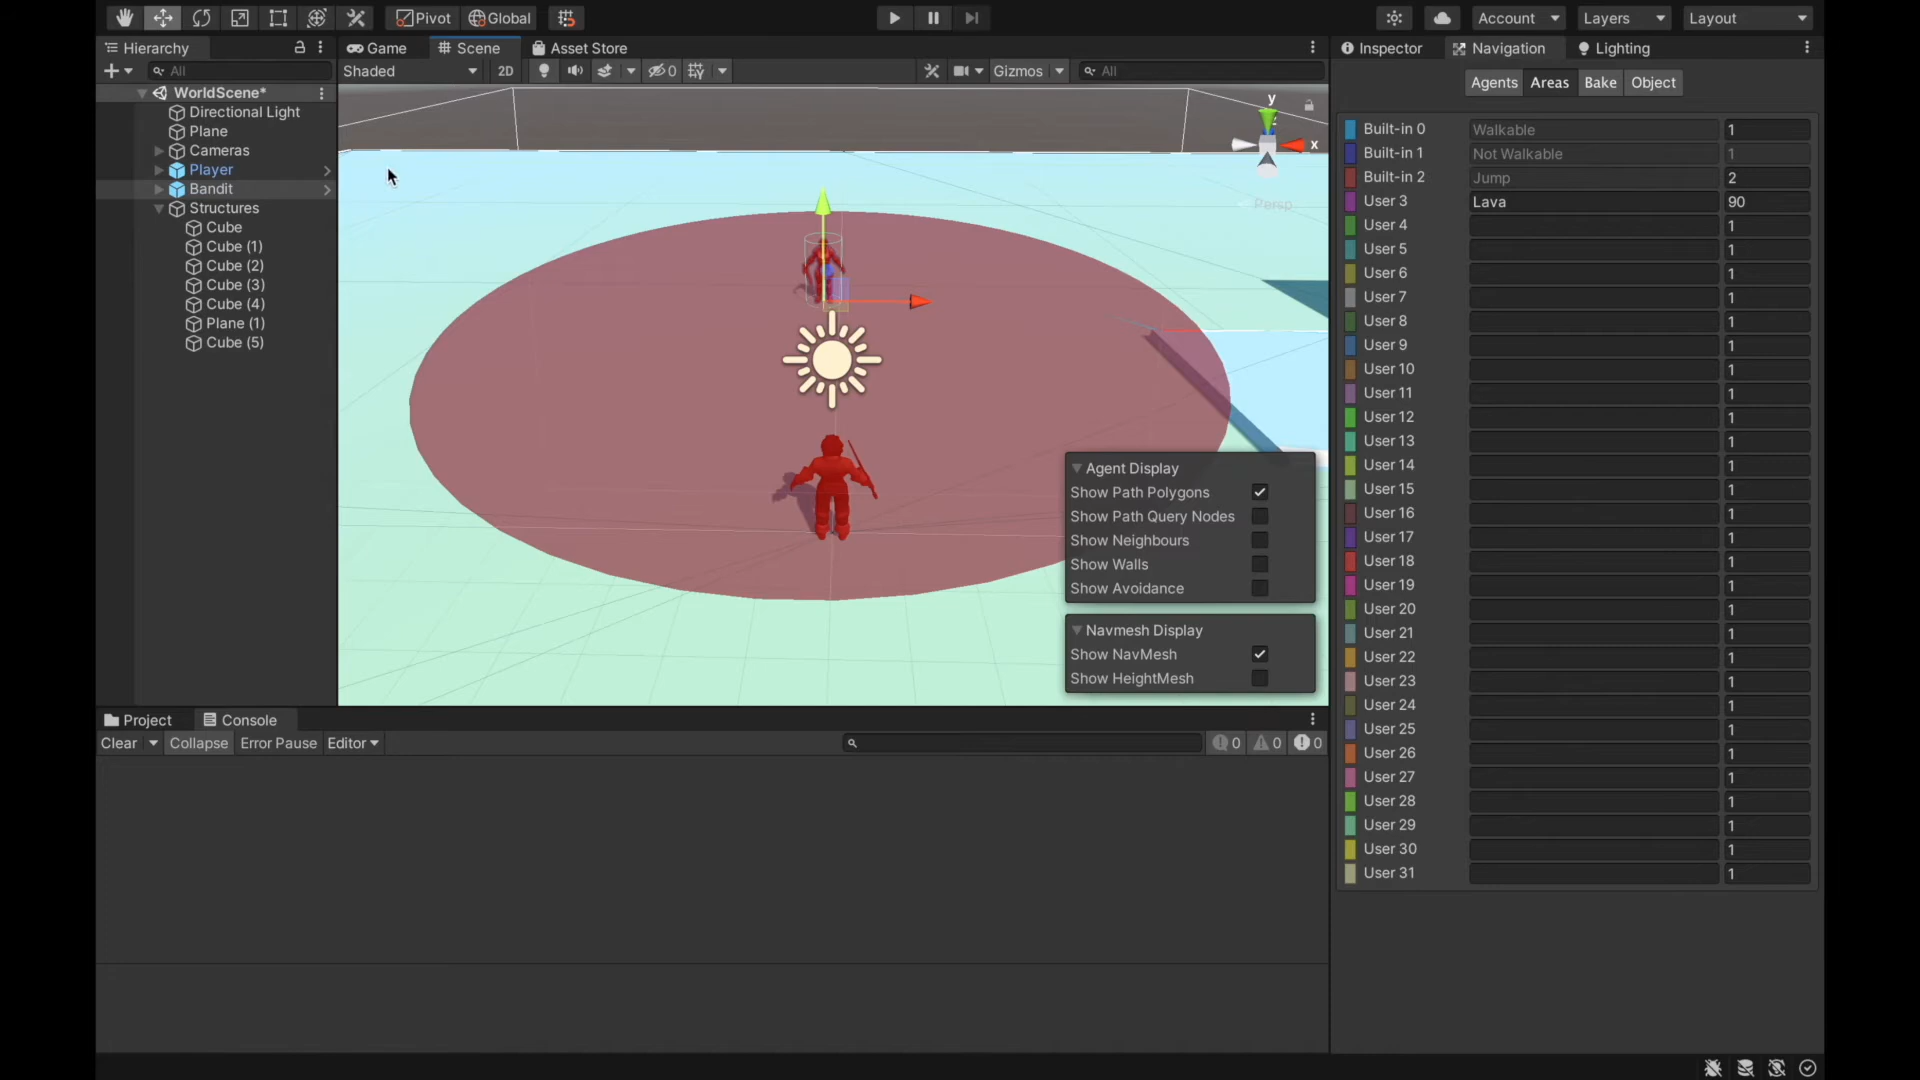 Pivot Global Account Layers Layout
Hierarchy Game Scene Asset Store Inspector Navigation Lighting
All Shaded 2D 0 Gizmos All
Agents Areas Bake Object
WorldScene*
Directional Light
Plane
Cameras
Player
Bandit
Structures
Cube
Cube (1)
Cube (2)
Cube (3)
Cube (4)
Plane (1)
Cube (5)
y
x
Persp
Agent Display
Show Path Polygons
Show Path Query Nodes
Show Neighbours
Show Walls
Show Avoidance
Navmesh Display
Show NavMesh
Show HeightMesh
Built-in 0 Walkable 1
Built-in 1 Not Walkable 1
Built-in 2 Jump 2
User 3 Lava 90
User 4 1
User 5 1
User 6 1
User 7 1
User 8 1
User 9 1
User 10 1
User 11 1
User 12 1
User 13 1
User 14 1
User 15 1
User 16 1
User 17 1
User 18 1
User 19 1
User 20 1
User 21 1
User 22 1
User 23 1
User 24 1
User 25 1
User 26 1
User 27 1
User 28 1
User 29 1
User 30 1
User 31 1
Project Console
Clear Collapse Error Pause Editor 0 0 0